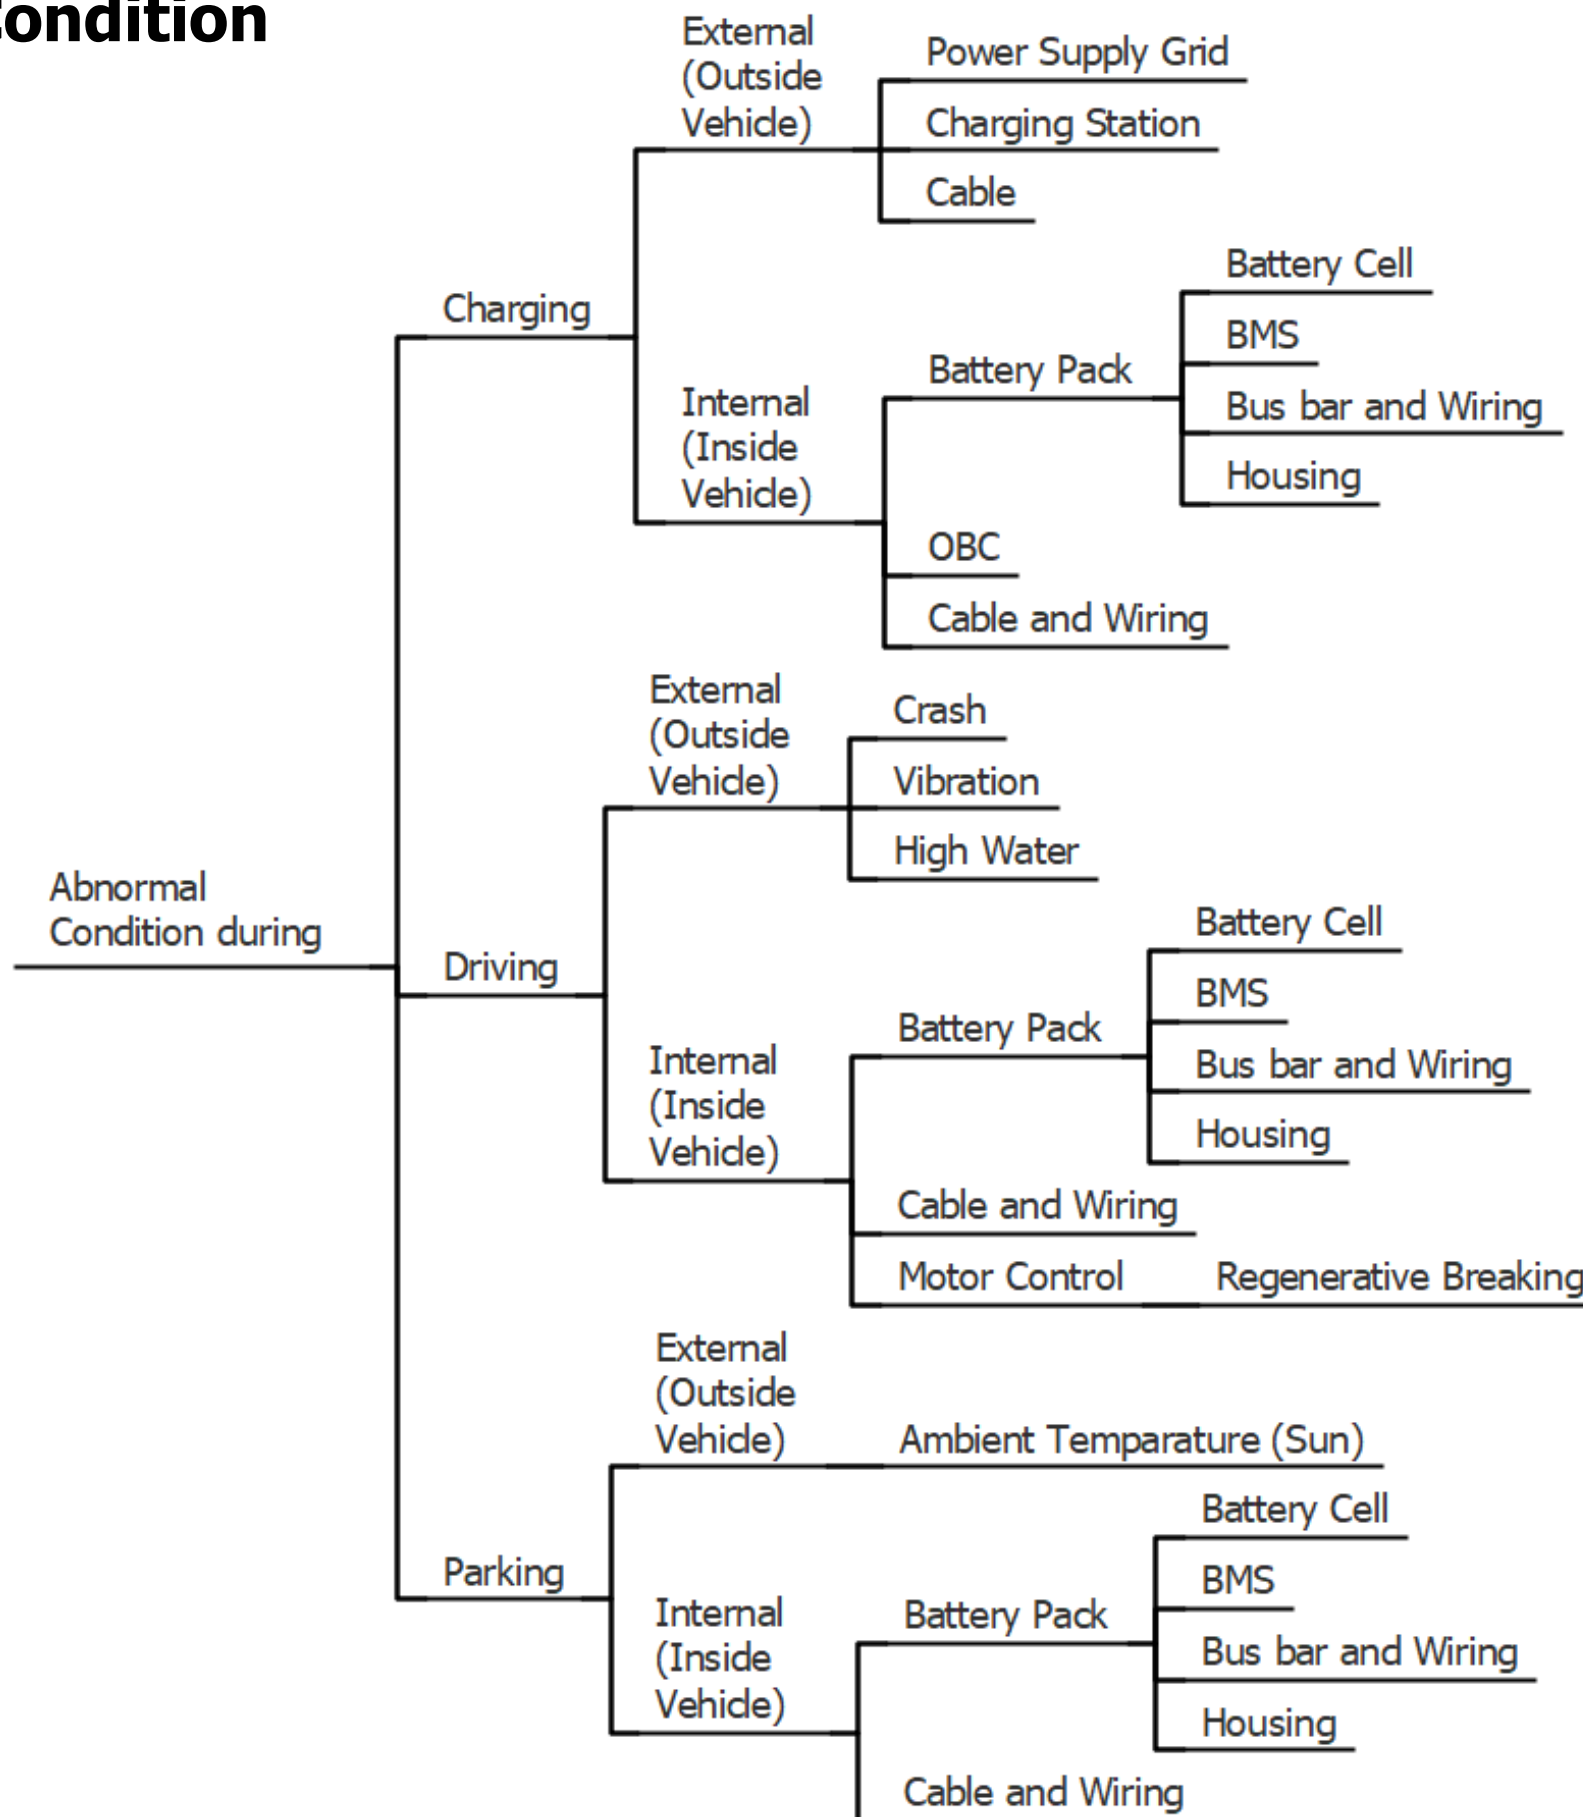 ondition
External
(Outside
Vehicle)
Power Supply Grid
Charging Station
Cable
Charging
Internal
(Inside
Vehicle)
Battery Pack
Battery Cell
BMS
Bus bar and Wiring
Housing
OBC
Cable and Wiring
Abnormal
Condition during
Driving
External
(Outside
Vehicle)
Crash
Vibration
High Water
Internal
(Inside
Vehicle)
Battery Pack
Battery Cell
BMS
Bus bar and Wiring
Housing
Cable and Wiring
Motor Control
Regenerative Breaking
Parking
External
(Outside
Vehicle)
Ambient Temparature (Sun)
Internal
(Inside
Vehicle)
Battery Pack
Battery Cell
BMS
Bus bar and Wiring
Housing
Cable and Wiring